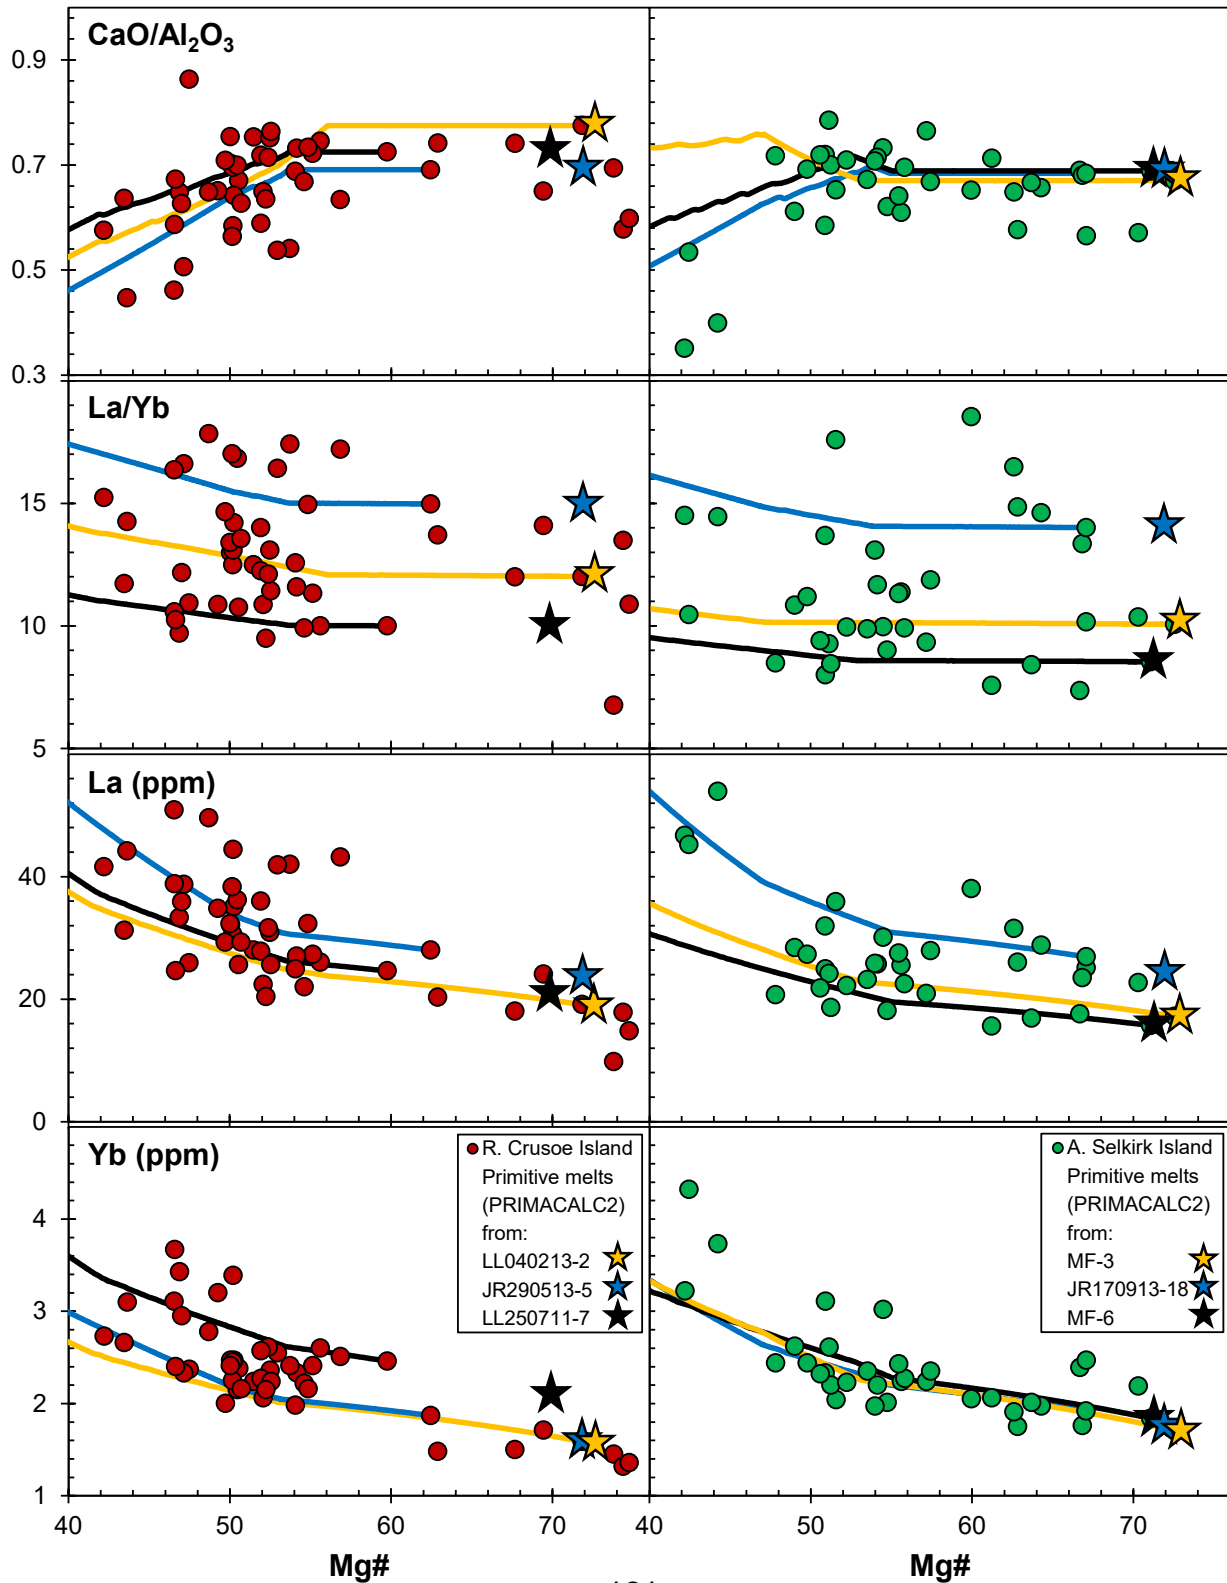 CaO/Al₂O₃
0.9
0.7
0.5
0.3
La/Yb
15
10
5
La (ppm)
40
20
0
Yb (ppm)
4
3
2
1
R. Crusoe Island
Primitive melts
(PRIMACALC2)
from:
LL040213-2
JR290513-5
LL250711-7
A. Selkirk Island
Primitive melts
(PRIMACALC2)
from:
MF-3
JR170913-18
MF-6
40 50 60 70 40 50 60 70
Mg# Mg#